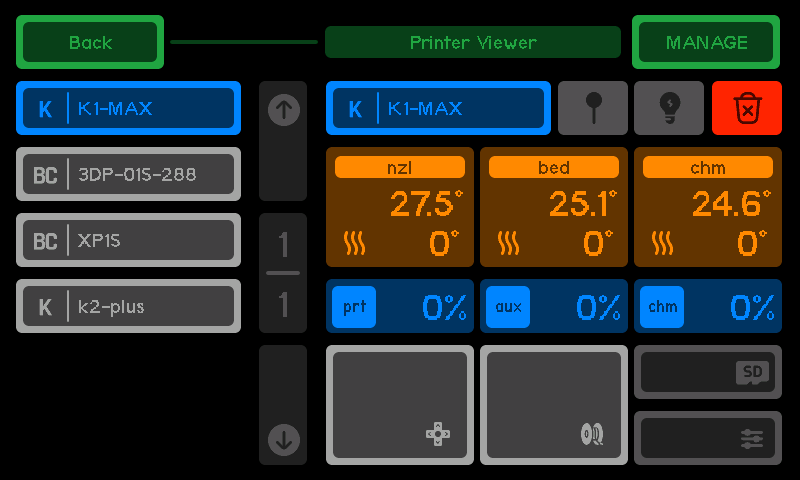 Back
Printer Viewer
MANAGE
K K1-MAX
BC 3DP-01S-288
BC XP1S
K k2-plus
1
1
K K1-MAX
nzl
27.5°
0°
bed
25.1°
0°
chm
24.6°
0°
prt 0%
aux 0%
chm 0%
SD